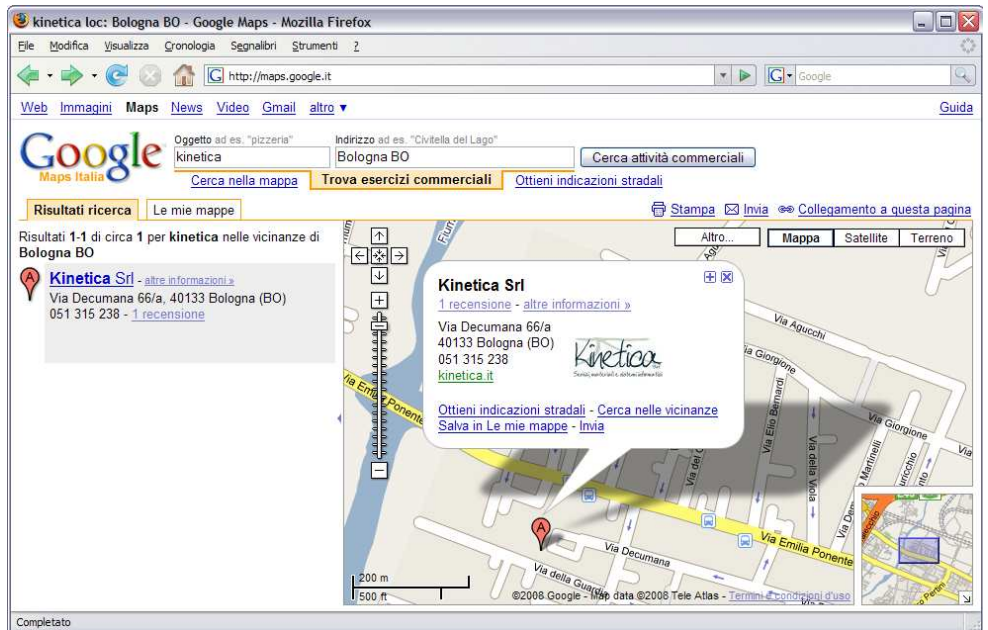 kinetica loc: Bologna BO - Google Maps - Mozilla Firefox
File Modifica Visualizza Cronologia Segnalibri Strumenti ?
http://maps.google.it
Google
Web Immagini Maps News Video Gmail altro ▼
Guida
Google
Maps Italia
Oggetto ad es. "pizzeria"
Indirizzo ad es. "Civitella del Lago"
kinetica
Bologna BO
Cerca attività commerciali
Cerca nella mappa
Trova esercizi commerciali
Ottieni indicazioni stradali
Risultati ricerca
Le mie mappe
Stampa Invia Collegamento a questa pagina
Risultati 1-1 di circa 1 per kinetica nelle vicinanze di
Bologna BO
A
Kinetica Srl - altre informazioni »
Via Decumana 66/a, 40133 Bologna (BO)
051 315 238 - 1 recensione
Altro...
Mappa
Satellite
Terreno
Kinetica Srl
1 recensione - altre informazioni »
Via Decumana 66/a
40133 Bologna (BO)
051 315 238
kinetica.it
Kinetica
Servizi, materiali e sistemi informatici
Ottieni indicazioni stradali - Cerca nelle vicinanze
Salva in Le mie mappe - Invia
Via Agucchi
Via Giorgione
Via Giorgione
Via Elio Bernardi
Via della Viola
Martinelli
Via
Via Emilia Ponente
A
Via Decumana
Via Emilia Ponente
Via della
200 m
500 ft
©2008 Google - Map data ©2008 Tele Atlas - Termini e condizioni d'uso
Completato